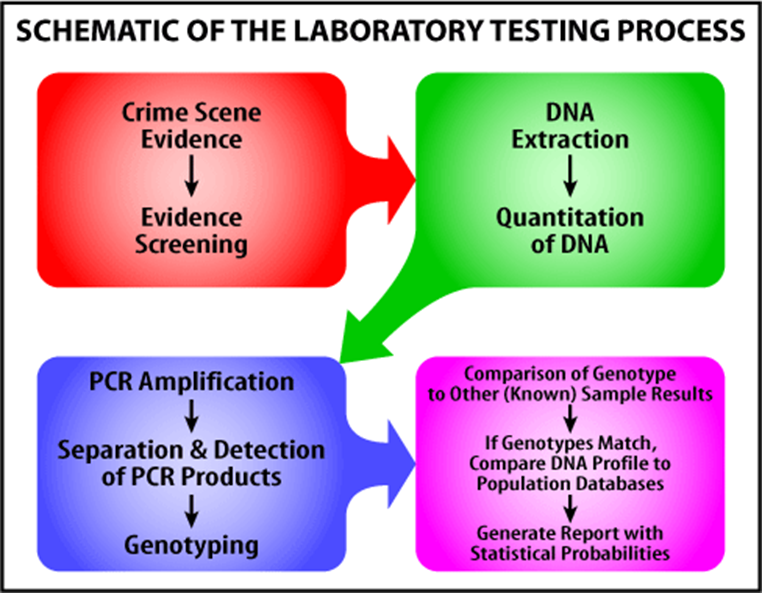 SCHEMATIC OF THE LABORATORY TESTING PROCESS
Crime Scene
Evidence
Evidence
Screening
DNA
Extraction
Quantitation
of DNA
PCR Amplification
Separation & Detection
of PCR Products
Genotyping
Comparison of Genotype
to Other (Known) Sample Results
If Genotypes Match,
Compare DNA Profile to
Population Databases
Generate Report with
Statistical Probabilities